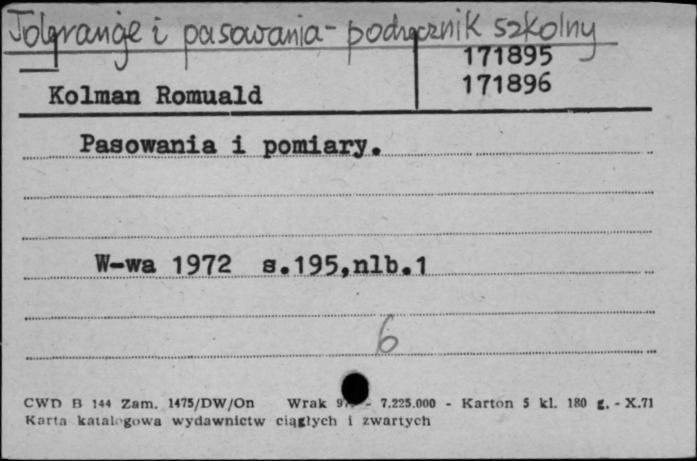 Tolerancje i pasowania - podręcznik szkolny
171895
Kolman Romuald 171896
Pasowania i pomiary.
W-wa 1972 s.195,nlb.1
6
CWD B 144 Zam. 1475/DW/On Wrak - 7.225.000 - Karton 5 kl. 180 g. - X.71
Karta katalogowa wydawnictw ciągłych i zwartych